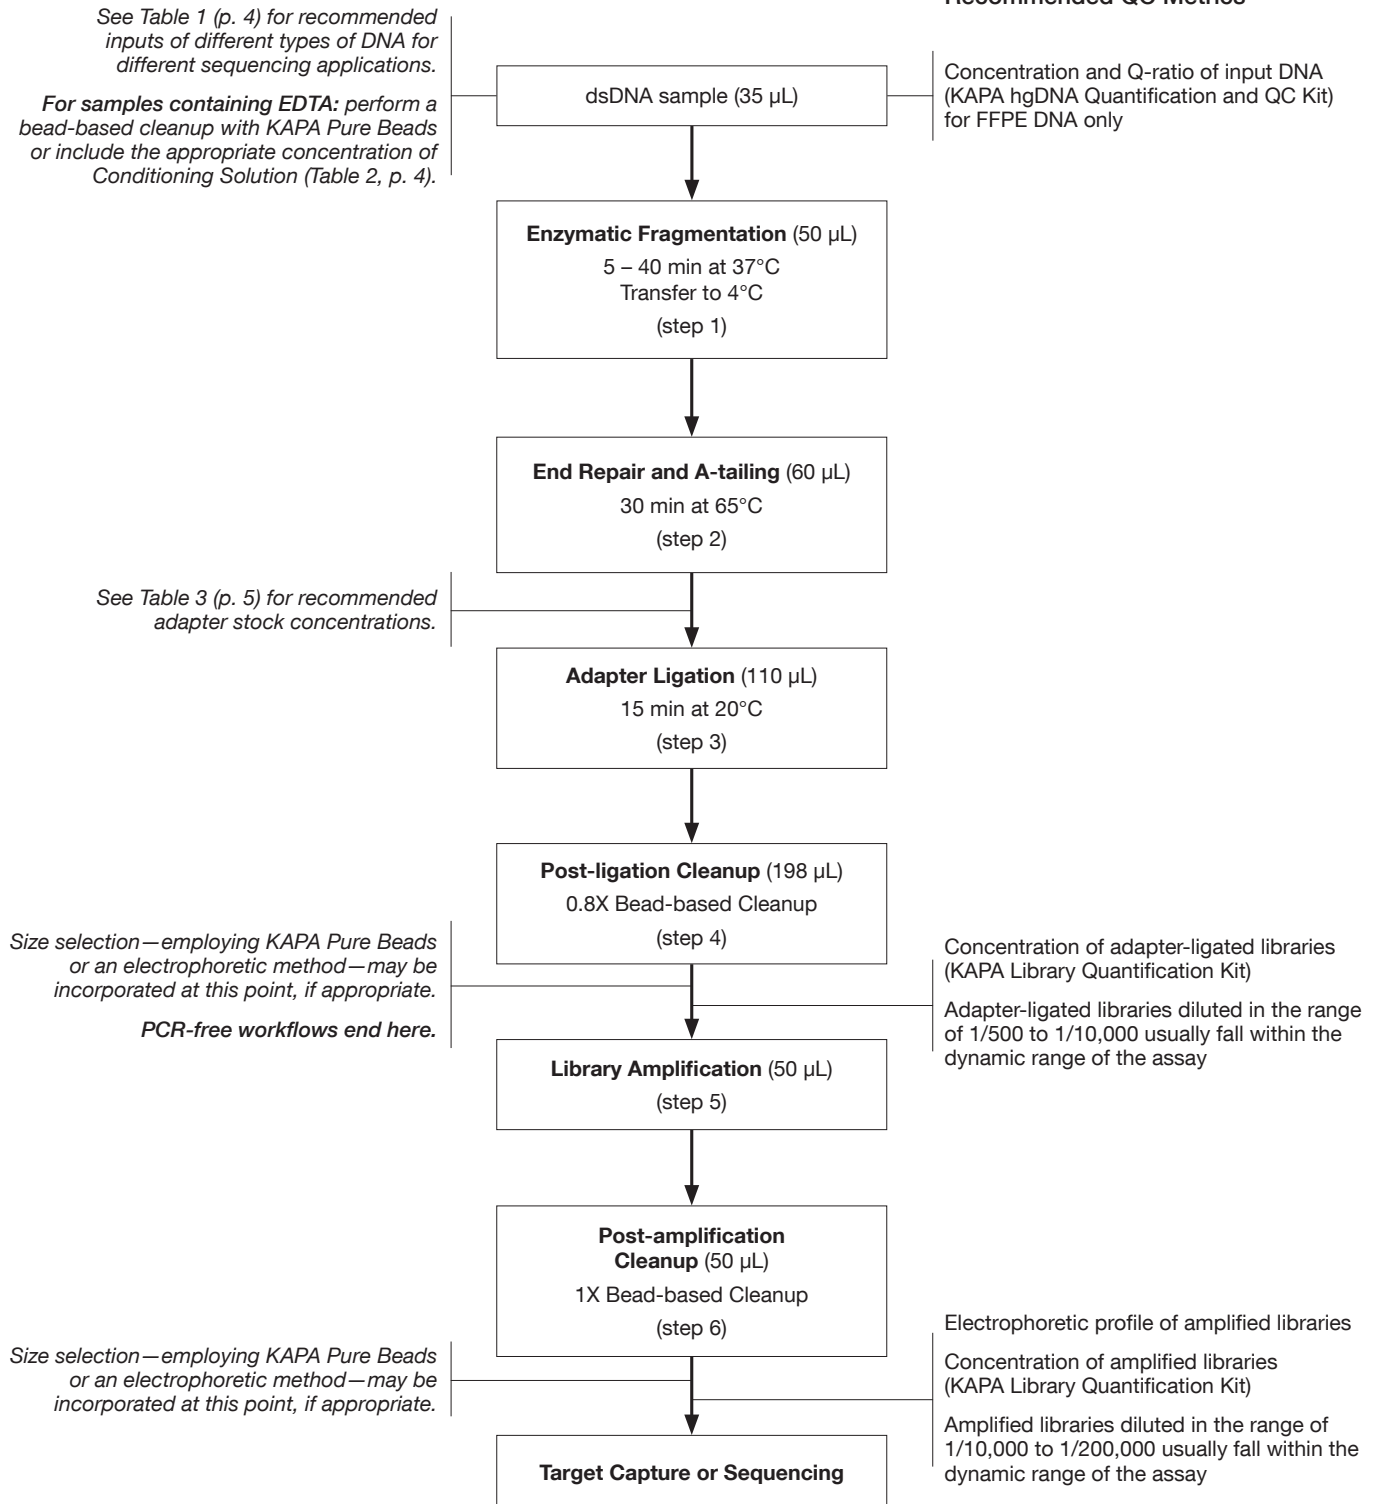 Recommended QC Metrics
See Table 1 (p. 4) for recommended
inputs of different types of DNA for
different sequencing applications.
For samples containing EDTA: perform a
bead-based cleanup with KAPA Pure Beads
or include the appropriate concentration of
Conditioning Solution (Table 2, p. 4).
dsDNA sample (35 µL)
Concentration and Q-ratio of input DNA
(KAPA hgDNA Quantification and QC Kit)
for FFPE DNA only
Enzymatic Fragmentation (50 µL)
5 – 40 min at 37°C
Transfer to 4°C
(step 1)
End Repair and A-tailing (60 µL)
30 min at 65°C
(step 2)
See Table 3 (p. 5) for recommended
adapter stock concentrations.
Adapter Ligation (110 µL)
15 min at 20°C
(step 3)
Post-ligation Cleanup (198 µL)
0.8X Bead-based Cleanup
(step 4)
Size selection—employing KAPA Pure Beads
or an electrophoretic method—may be
incorporated at this point, if appropriate.
PCR-free workflows end here.
Concentration of adapter-ligated libraries
(KAPA Library Quantification Kit)
Adapter-ligated libraries diluted in the range
of 1/500 to 1/10,000 usually fall within the
dynamic range of the assay
Library Amplification (50 µL)
(step 5)
Post-amplification
Cleanup (50 µL)
1X Bead-based Cleanup
(step 6)
Size selection—employing KAPA Pure Beads
or an electrophoretic method—may be
incorporated at this point, if appropriate.
Electrophoretic profile of amplified libraries
Concentration of amplified libraries
(KAPA Library Quantification Kit)
Amplified libraries diluted in the range of
1/10,000 to 1/200,000 usually fall within the
dynamic range of the assay
Target Capture or Sequencing